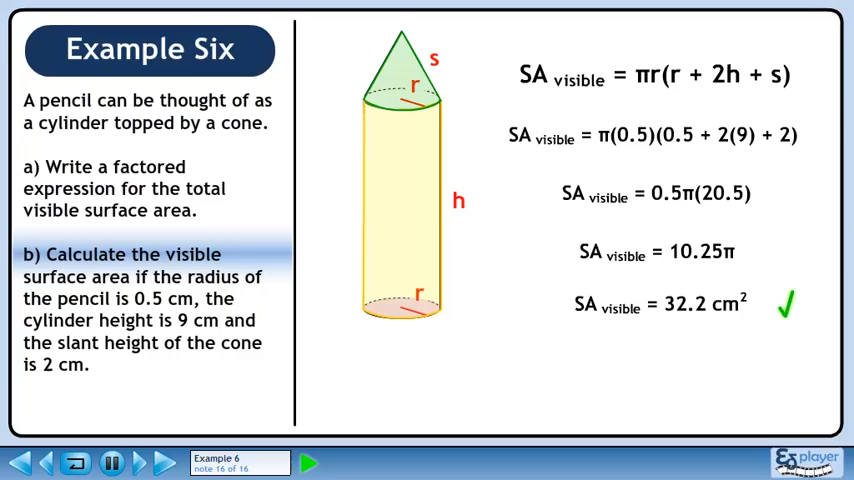 Example Six
A pencil can be thought of as
a cylinder topped by a cone.
a) Write a factored
expression for the total
visible surface area.
b) Calculate the visible
surface area if the radius of
the pencil is 0.5 cm, the
cylinder height is 9 cm and
the slant height of the cone
is 2 cm.
s
r
h
r
SA visible = πr(r + 2h + s)
SA visible = π(0.5)(0.5 + 2(9) + 2)
SA visible = 0.5π(20.5)
SA visible = 10.25π
SA visible = 32.2 cm²
Example 6
note 16 of 16
player